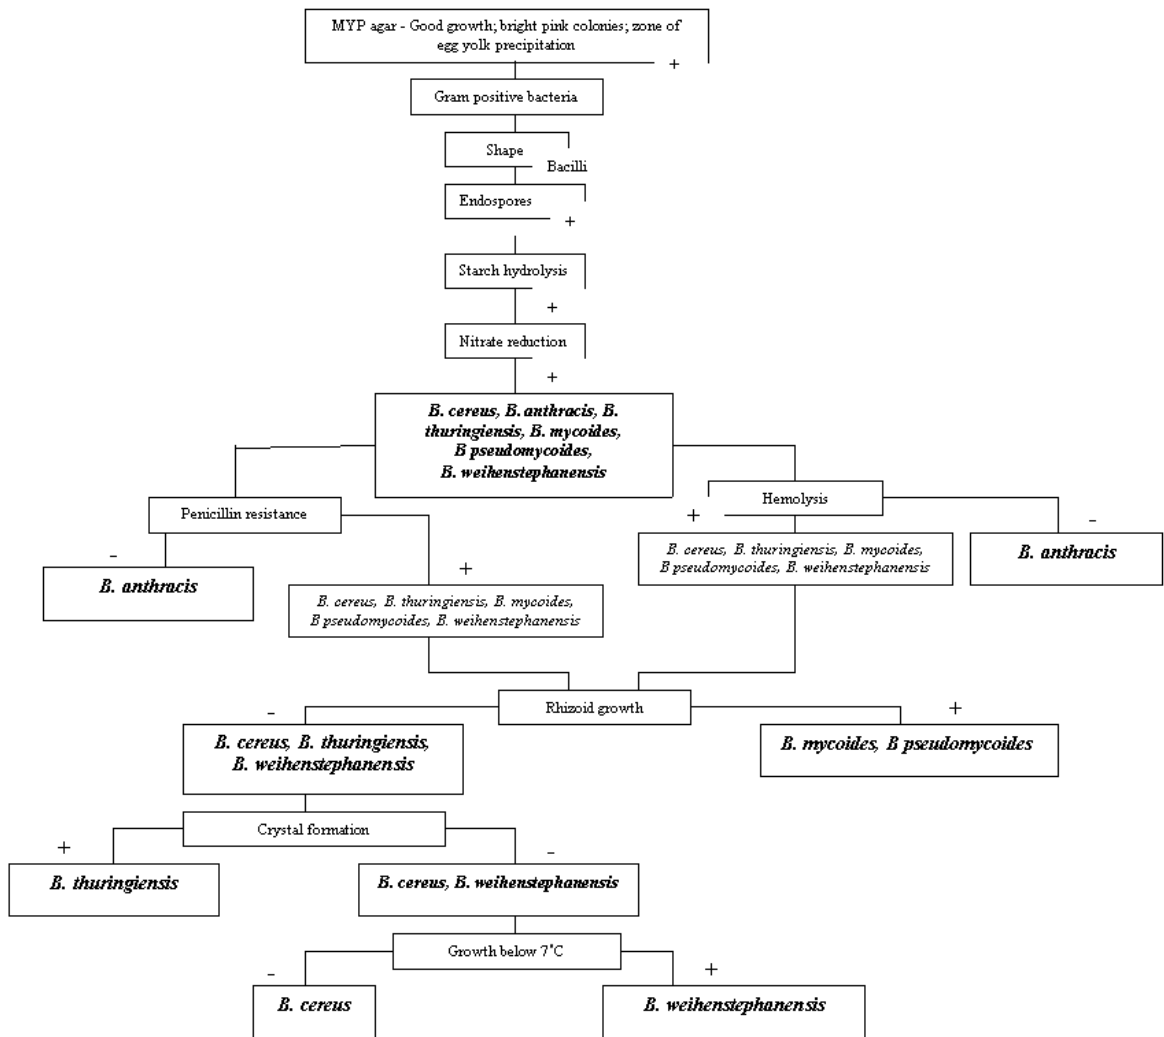 MYP agar - Good growth; bright pink colonies; zone of
egg yolk precipitation
+
Gram positive bacteria
Shape
Bacilli
Endospores
+
Starch hydrolysis
+
Nitrate reduction
+
B. cereus, B. anthracis, B.
thuringiensis, B. mycoides,
B pseudomycoides,
B. weihenstephanensis
Penicillin resistance
Hemolysis
-
B. anthracis
+
B. cereus, B. thuringiensis, B. mycoides,
B pseudomycoides, B. weihenstephanensis
+
B. cereus, B. thuringiensis, B. mycoides,
B pseudomycoides, B. weihenstephanensis
-
B. anthracis
Rhizoid growth
-
B. cereus, B. thuringiensis,
B. weihenstephanensis
+
B. mycoides, B pseudomycoides
Crystal formation
+
B. thuringiensis
-
B. cereus, B. weihenstephanensis
Growth below 7˚C
-
B. cereus
+
B. weihenstephanensis